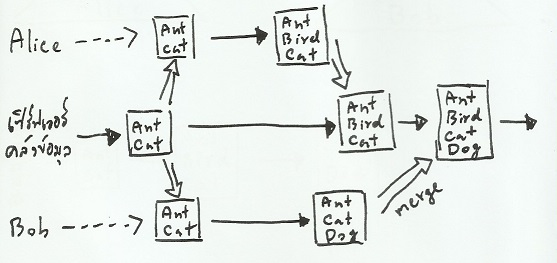 Alice
Ant
Cat
Ant
Bird
Cat
เซิร์ฟเวอร์
คลังข้อมูล
Ant
Cat
Ant
Bird
Cat
Ant
Bird
Cat
Dog
Bob
Ant
Cat
Ant
Cat
Dog
merge